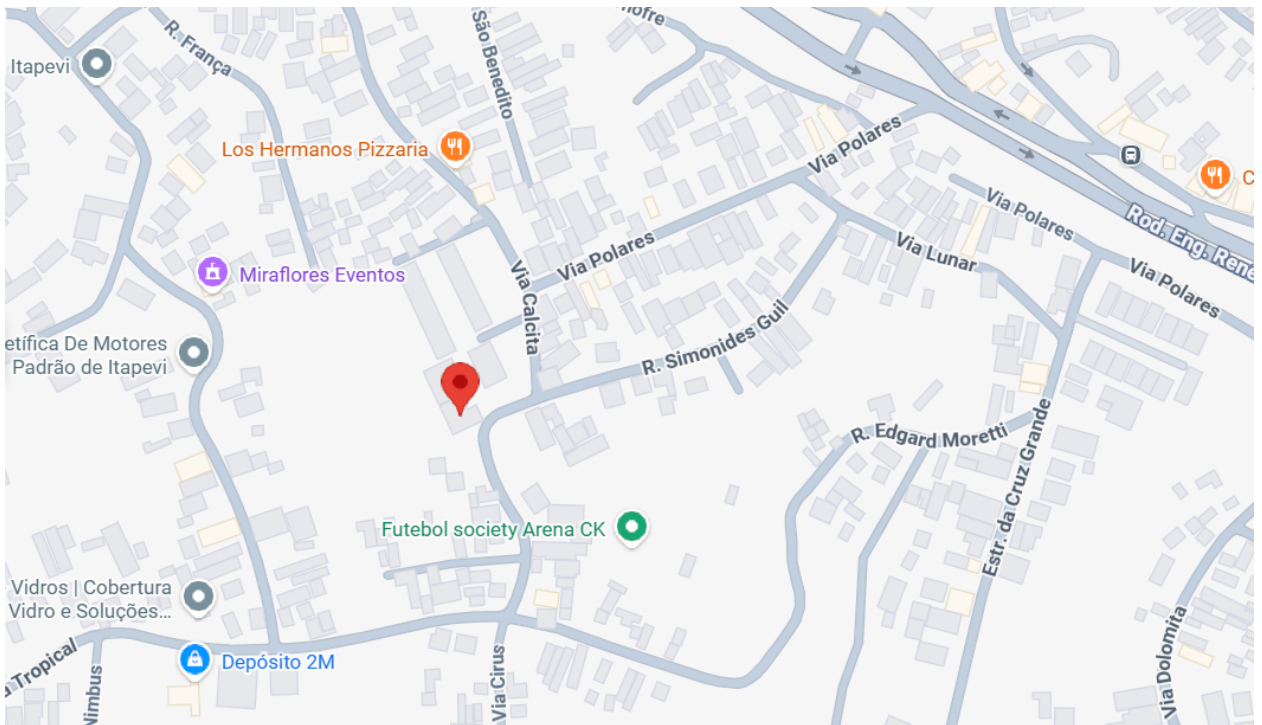 R. França
São Benedito
nofre
Itapevi
Los Hermanos Pizzaria
Via Polares
C
Via Polares
Rod. Eng. René
Via Lunar
Via Polares
Via Polares
Miraflores Eventos
Via Calcita
etífica De Motores
Padrão de Itapevi
R. Simonides Guil
R. Edgard Moretti
Estr. da Cruz Grande
Futebol society Arena CK
Vidros | Cobertura
Vidro e Soluções...
Tropical
Depósito 2M
Nimbus
Via Cirus
Via Dolomita